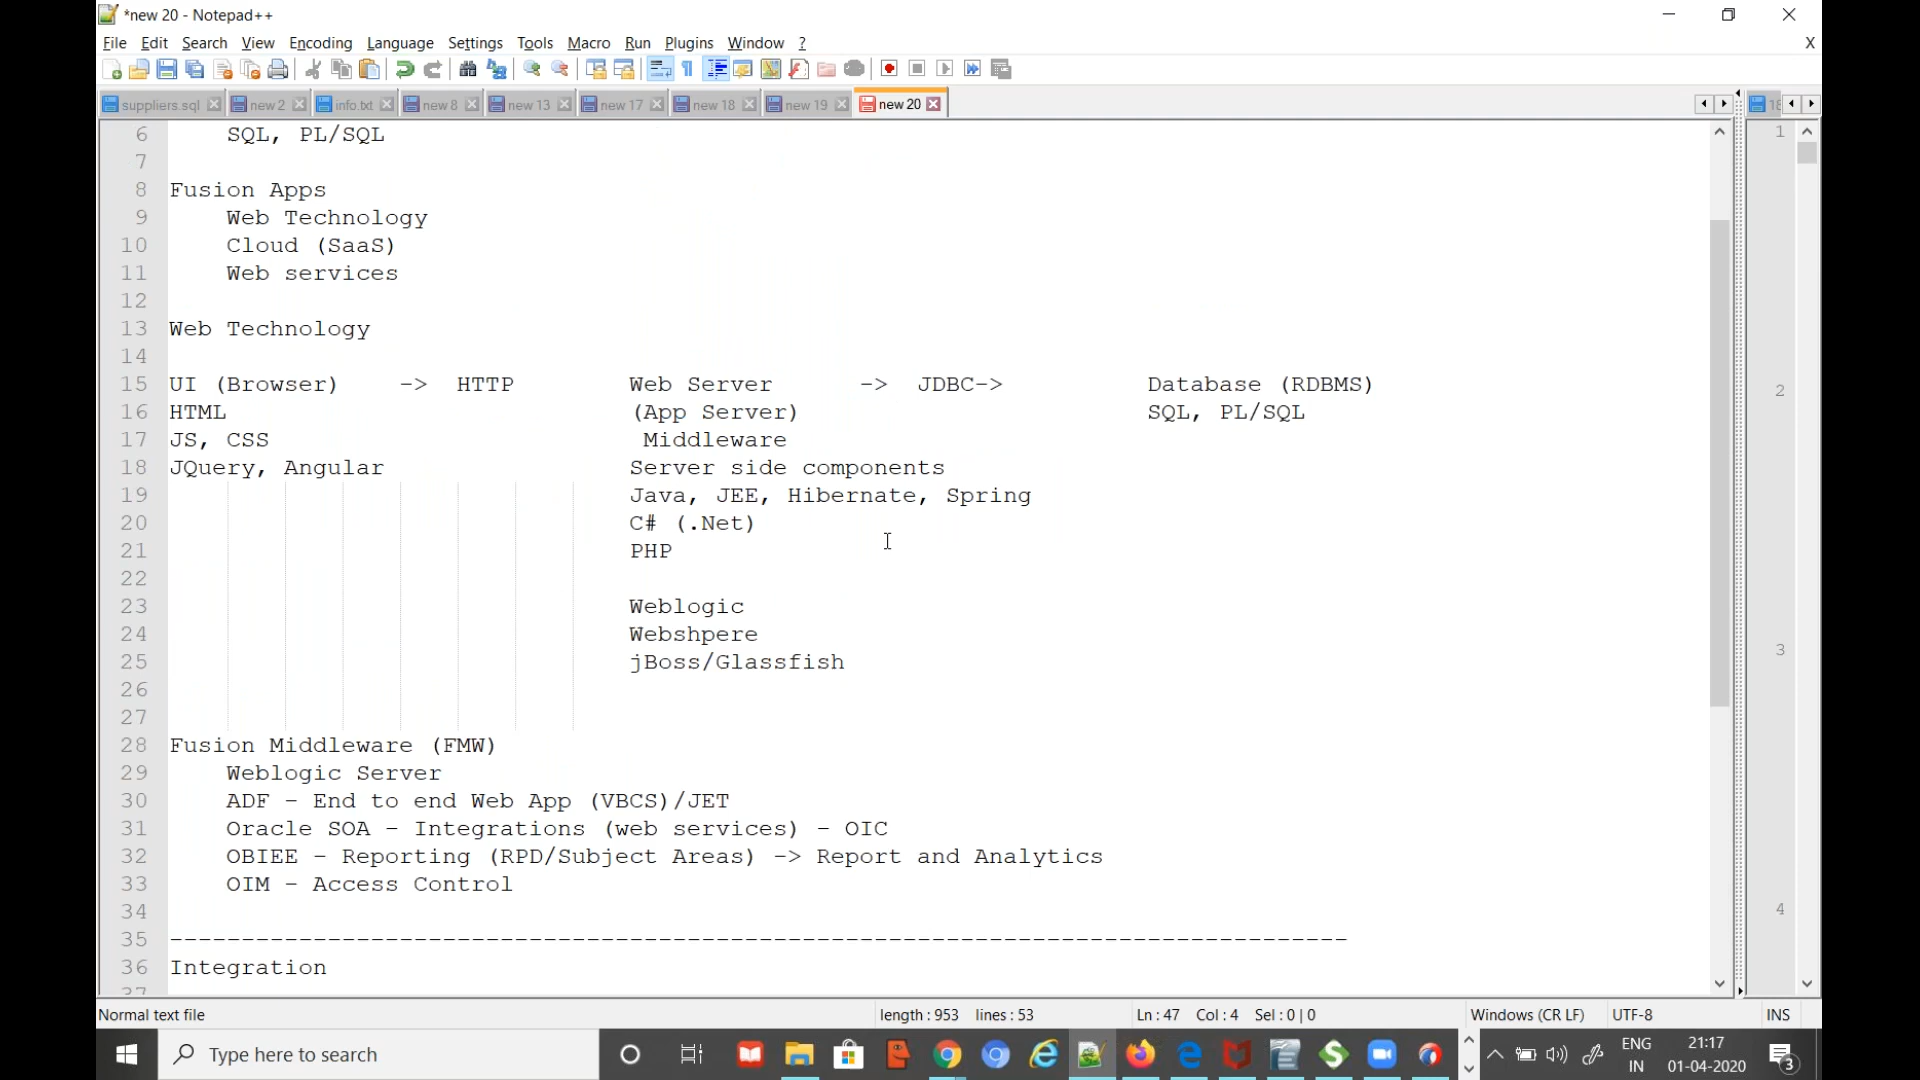 *new 20 - Notepad++
File Edit Search View Encoding Language Settings Tools Macro Run Plugins Window ? X
suppliers.sql new 2 info.txt new 8 new 13 new 17 new 18 new 19 new 20
6 SQL, PL/SQL
7
8 Fusion Apps
9 Web Technology
10 Cloud (SaaS)
11 Web services
12
13 Web Technology
14
15 UI (Browser) -> HTTP Web Server -> JDBC-> Database (RDBMS)
16 HTML (App Server) SQL, PL/SQL
17 JS, CSS Middleware
18 JQuery, Angular Server side components
19 Java, JEE, Hibernate, Spring
20 C# (.Net)
21 PHP
22
23 Weblogic
24 Webshpere
25 jBoss/Glassfish
26
27
28 Fusion Middleware (FMW)
29 Weblogic Server
30 ADF - End to end Web App (VBCS)/JET
31 Oracle SOA - Integrations (web services) - OIC
32 OBIEE - Reporting (RPD/Subject Areas) -> Report and Analytics
33 OIM - Access Control
34
35 ----------------------------------------------------------------------------------
36 Integration
1
2
3
4
Normal text file length : 953 lines : 53 Ln : 47 Col : 4 Sel : 0 | 0 Windows (CR LF) UTF-8 INS
Type here to search
ENG
IN
21:17
01-04-2020
3